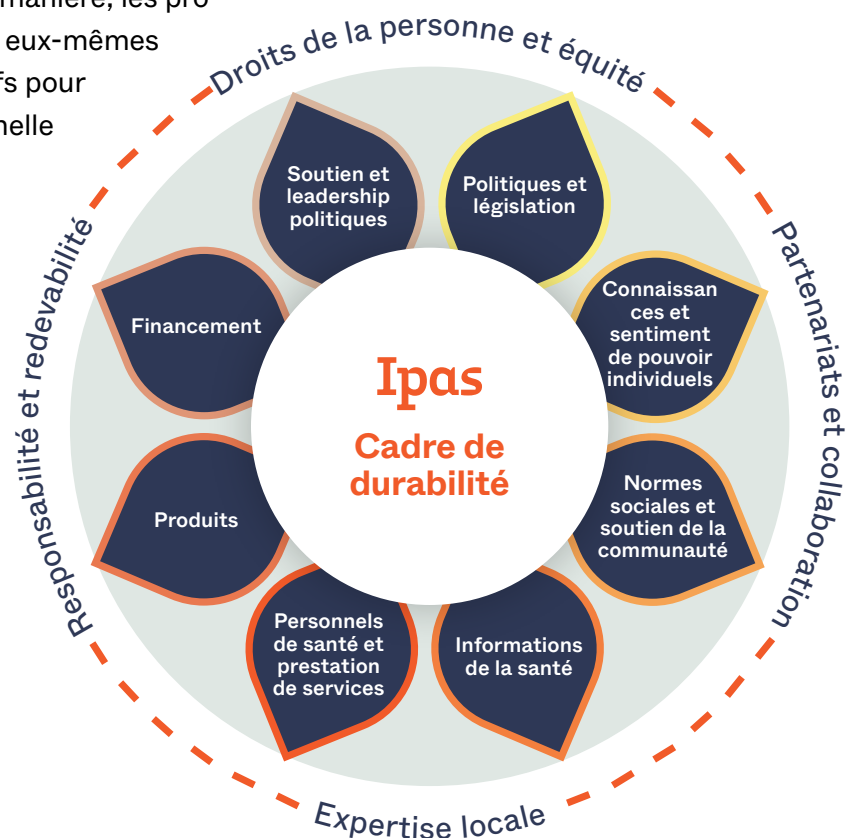 manière, les pro
eux-mêmes
fs pour
nelle
Droits de la personne et équité
Partenariats et collaboration
Expertise locale
Responsabilité et redevabilité
Soutien et
leadership
politiques
Politiques et
législation
Connaissan
ces et
sentiment
de pouvoir
individuels
Normes
sociales et
soutien de la
communauté
Informations
de la santé
Personnels
de santé et
prestation
de services
Produits
Financement
Ipas
Cadre de
durabilité